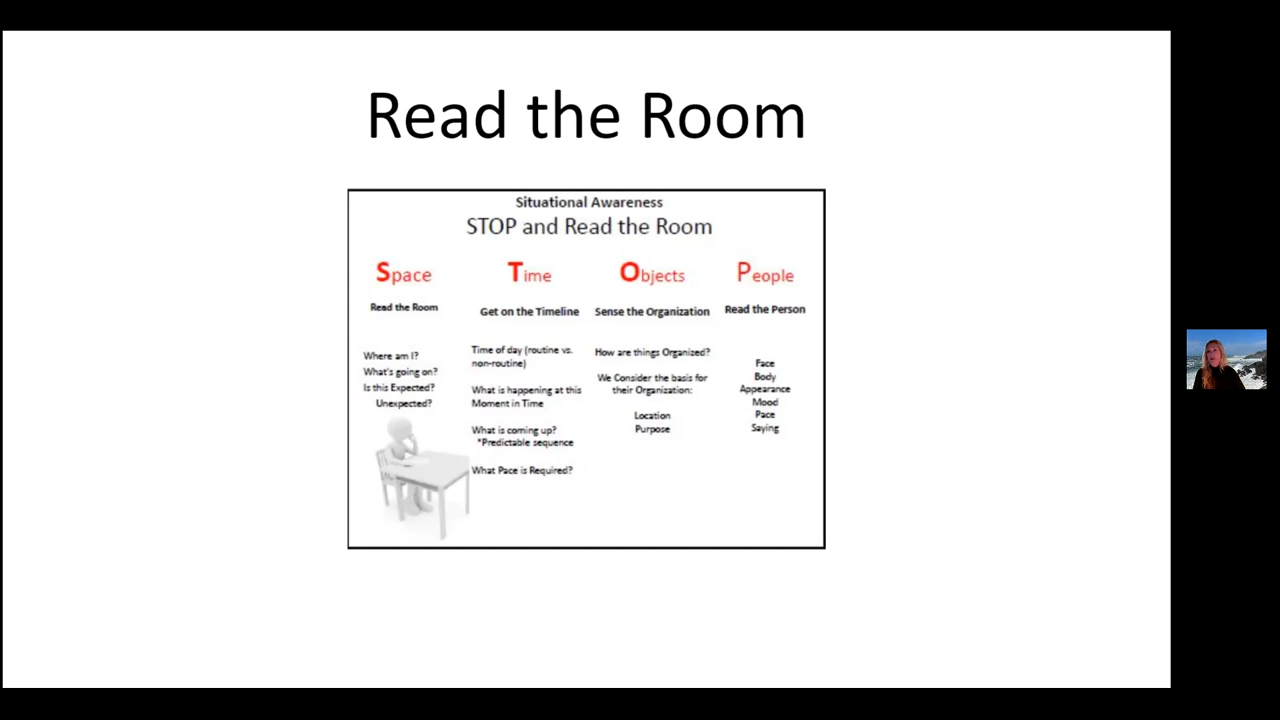 Read the Room
Situational Awareness
STOP and Read the Room
Space
Read the Room
Where am I?
What's going on?
Is this Expected?
Unexpected?
Time
Get on the Timeline
Time of day (routine vs.
non-routine)
What is happening at this
Moment in Time
What is coming up?
*Predictable sequence
What Pace is Required?
Objects
Sense the Organization
How are things Organized?
We Consider the basis for
their Organization:
Location
Purpose
People
Read the Person
Face
Body
Appearance
Mood
Pace
Saying